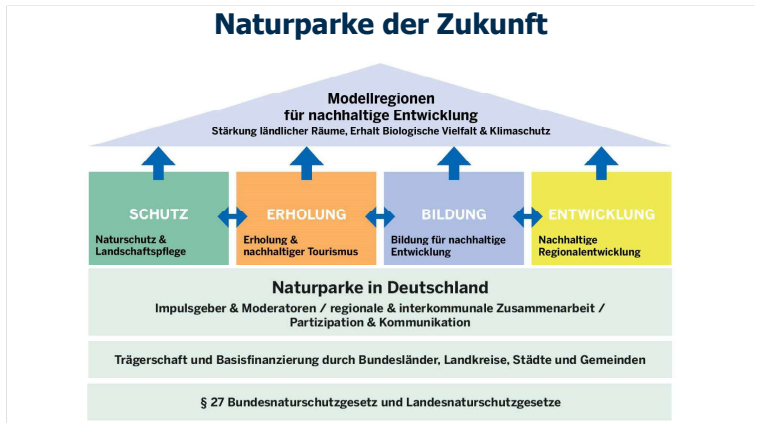 Naturparke der Zukunft
Modellregionen
für nachhaltige Entwicklung
Stärkung ländlicher Räume, Erhalt Biologische Vielfalt & Klimaschutz
SCHUTZ
Naturschutz &
Landschaftspflege
ERHOLUNG
Erholung &
nachhaltiger Tourismus
BILDUNG
Bildung für nachhaltige
Entwicklung
ENTWICKLUNG
Nachhaltige
Regionalentwicklung
Naturparke in Deutschland
Impulsgeber & Moderatoren / regionale & interkommunale Zusammenarbeit /
Partizipation & Kommunikation
Trägerschaft und Basisfinanzierung durch Bundesländer, Landkreise, Städte und Gemeinden
§ 27 Bundesnaturschutzgesetz und Landesnaturschutzgesetze